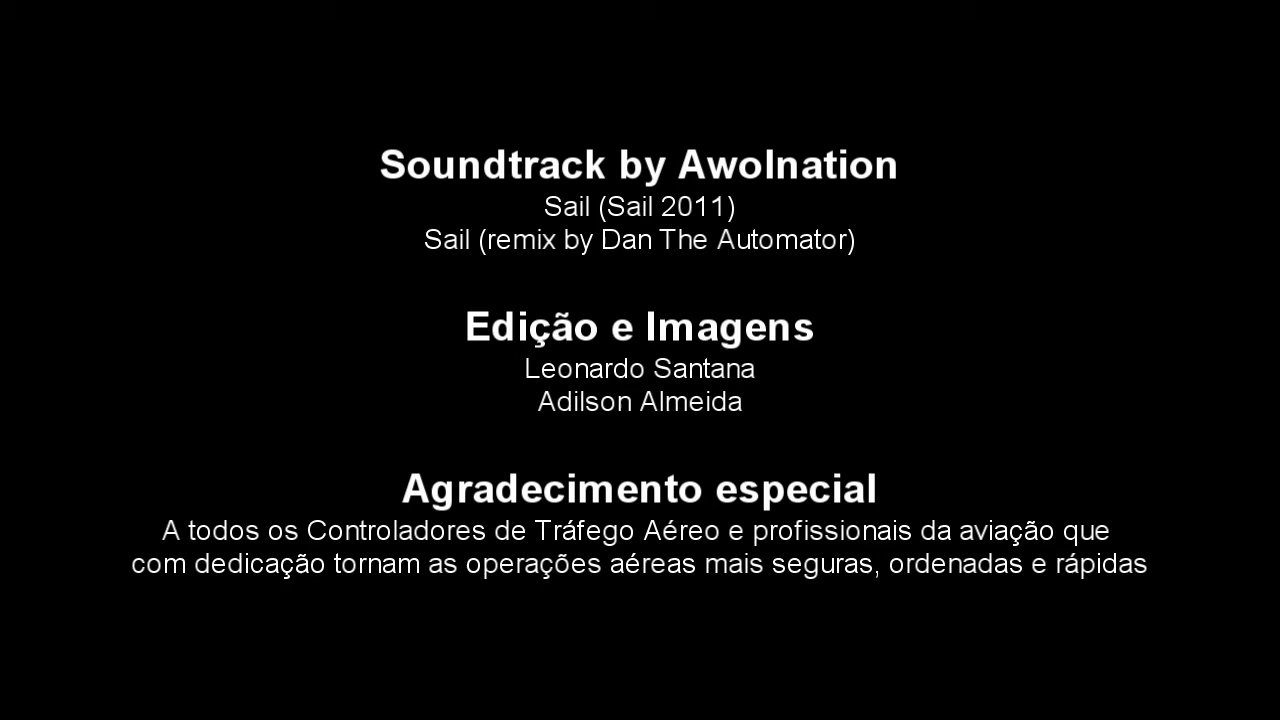 Soundtrack by Awolnation
Sail (Sail 2011)
Sail (remix by Dan The Automator)
Edição e Imagens
Leonardo Santana
Adilson Almeida
Agradecimento especial
A todos os Controladores de Tráfego Aéreo e profissionais da aviação que
com dedicação tornam as operações aéreas mais seguras, ordenadas e rápidas